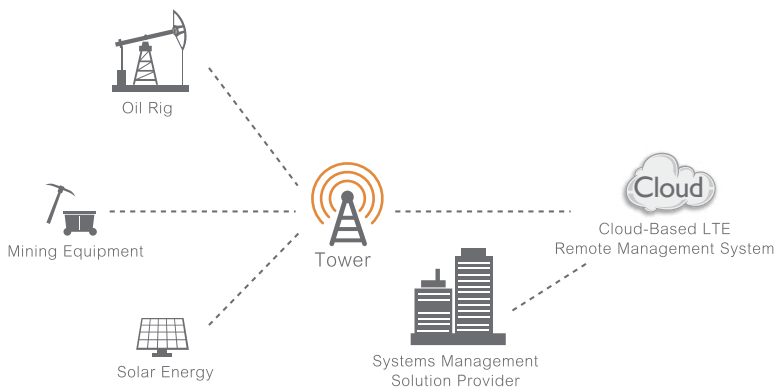 Oil Rig
Mining Equipment
Solar Energy
Tower
Systems Management
Solution Provider
Cloud
Cloud-Based LTE
Remote Management System